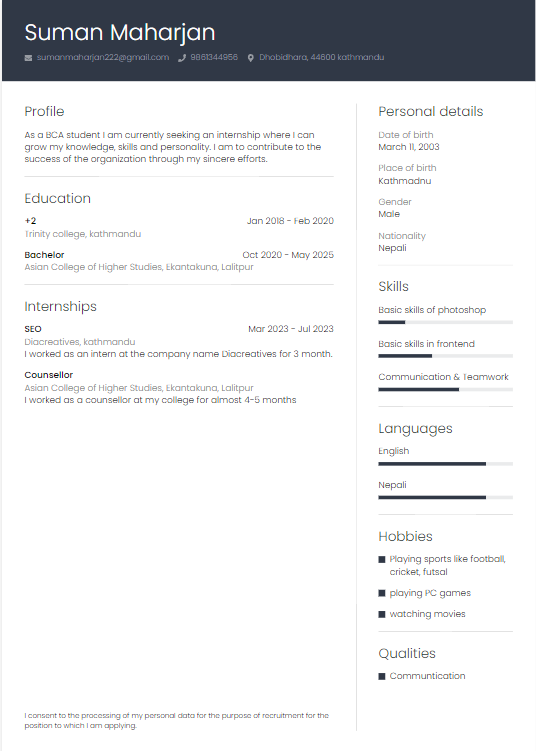 Suman Maharjan
sumanmaharjan222@gmail.com 9861344956 Dhobidhara, 44600 kathmandu
Profile
As a BCA student I am currently seeking an internship where I can
grow my knowledge, skills and personality. I am to contribute to the
success of the organization through my sincere efforts.
Education
+2 Jan 2018 - Feb 2020
Trinity college, kathmandu
Bachelor Oct 2020 - May 2025
Asian College of Higher Studies, Ekantakuna, Lalitpur
Internships
SEO Mar 2023 - Jul 2023
Diacreatives, kathmandu
I worked as an intern at the company name Diacreatives for 3 month.
Counsellor
Asian College of Higher Studies, Ekantakuna, Lalitpur
I worked as a counsellor at my college for almost 4-5 months
I consent to the processing of my personal data for the purpose of recruitment for the
position to which I am applying.
Personal details
Date of birth
March 11, 2003
Place of birth
Kathmadnu
Gender
Male
Nationality
Nepali
Skills
Basic skills of photoshop
Basic skills in frontend
Communication & Teamwork
Languages
English
Nepali
Hobbies
Playing sports like football,
cricket, futsal
playing PC games
watching movies
Qualities
Communtication